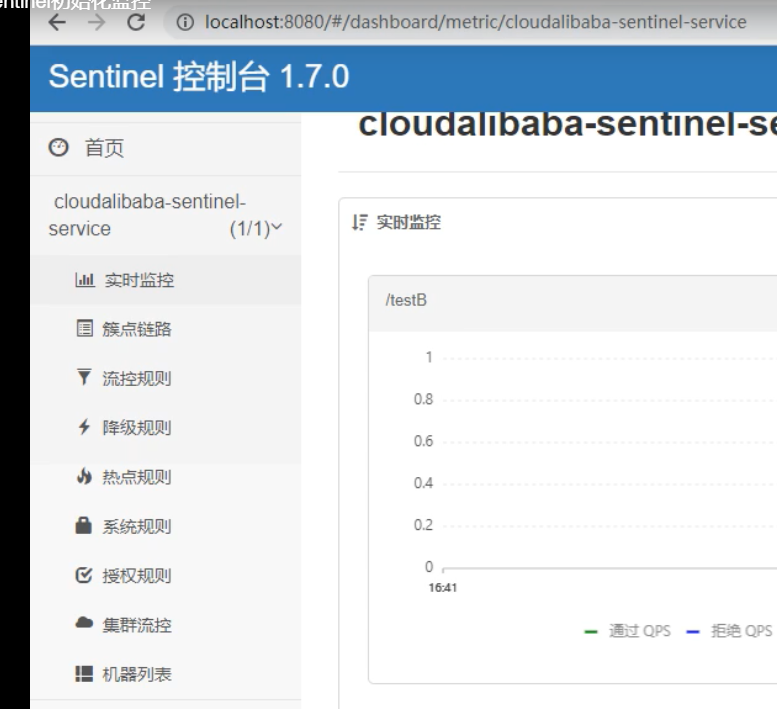 entinel初始化监控
localhost:8080/#/dashboard/metric/cloudalibaba-sentinel-service
Sentinel 控制台 1.7.0
首页
cloudalibaba-sentinel-
service (1/1)
实时监控
簇点链路
流控规则
降级规则
热点规则
系统规则
授权规则
集群流控
机器列表
cloudalibaba-sentinel-se
实时监控
/testB
1
0.8
0.6
0.4
0.2
0
16:41
通过 QPS 拒绝 QPS